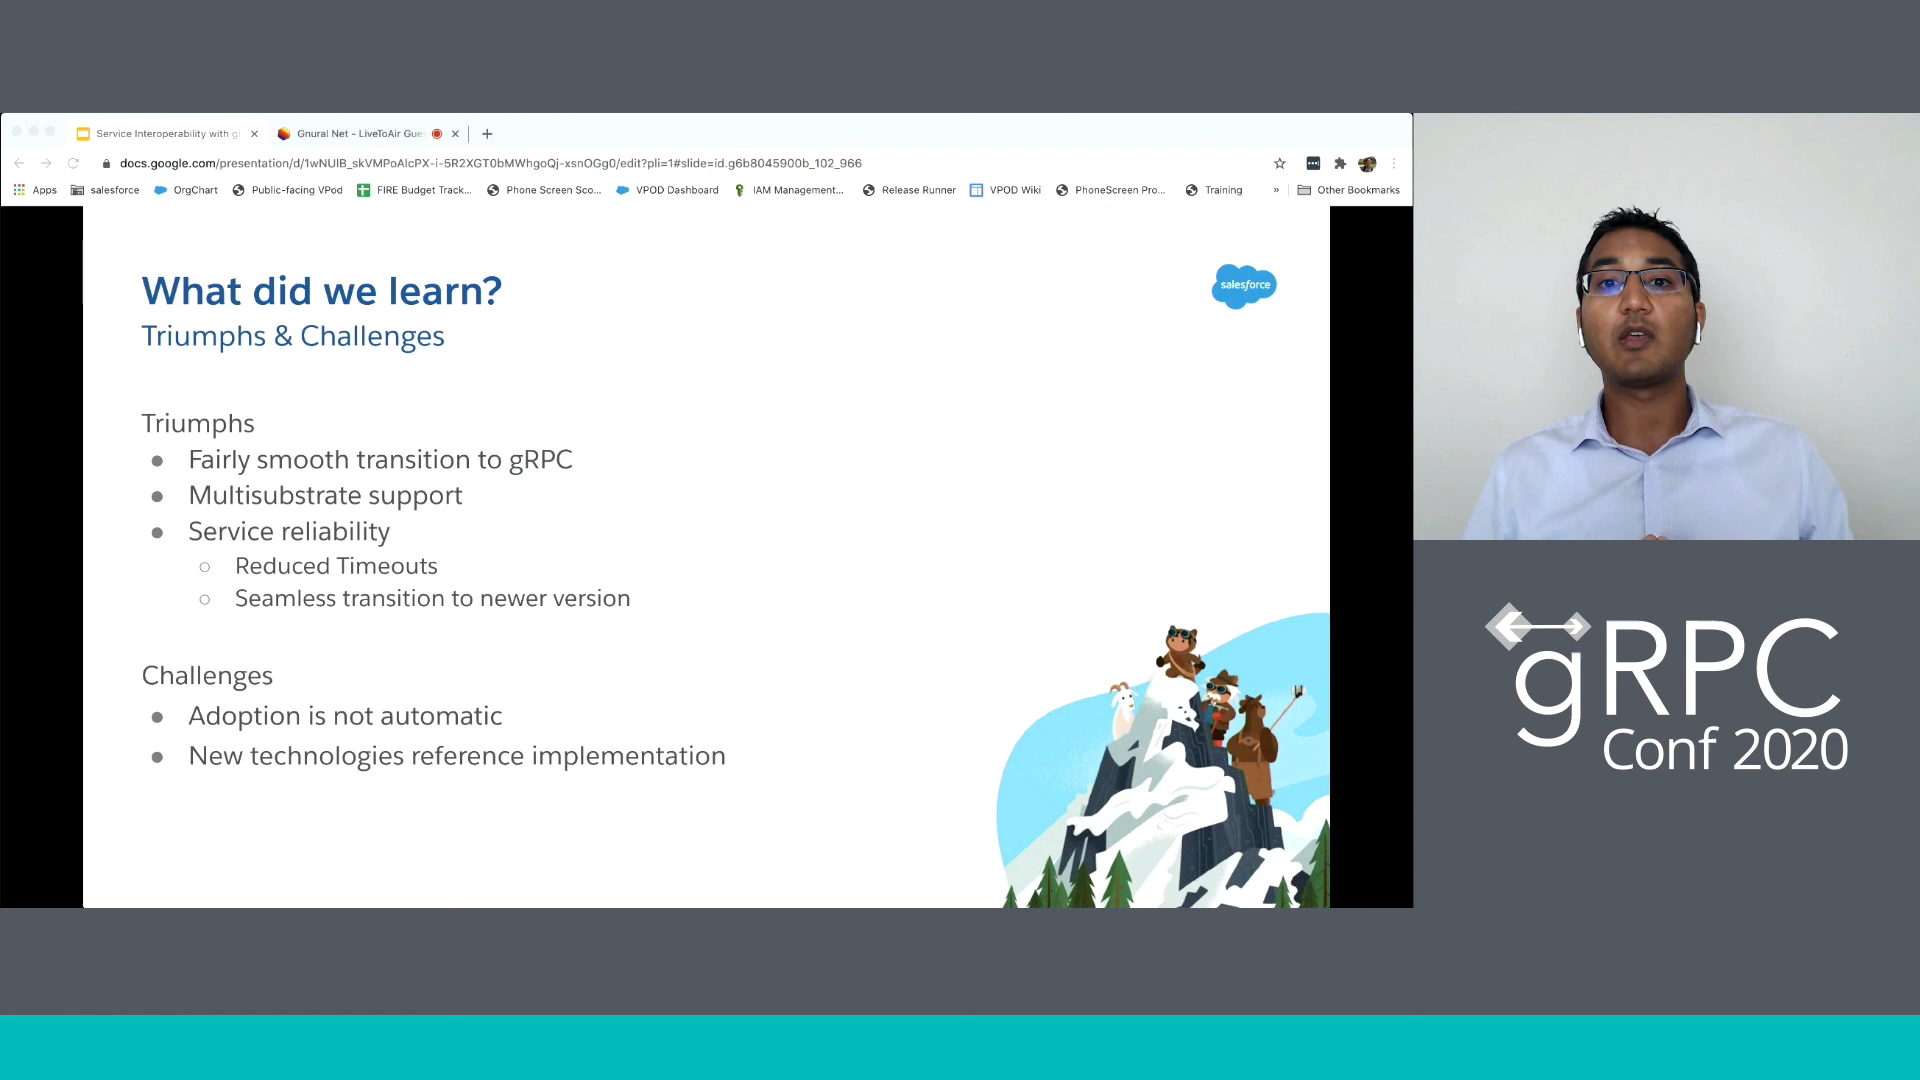 Service Interoperability with g
Gnural Net - LiveToAir Gue
docs.google.com/presentation/d/1wNUIB_skVMPoAlcPX-i-5R2XGT0bMWhgoQj-xsnOGg0/edit?pli=1#slide=id.g6b8045900b_102_966
Apps salesforce OrgChart Public-facing VPod FIRE Budget Track... Phone Screen Sco... VPOD Dashboard IAM Management... Release Runner VPOD Wiki PhoneScreen Pro... Training » Other Bookmarks
What did we learn?
salesforce
Triumphs & Challenges
Triumphs
● Fairly smooth transition to gRPC
● Multisubstrate support
● Service reliability
○ Reduced Timeouts
○ Seamless transition to newer version
Challenges
● Adoption is not automatic
● New technologies reference implementation
gRPC
Conf 2020